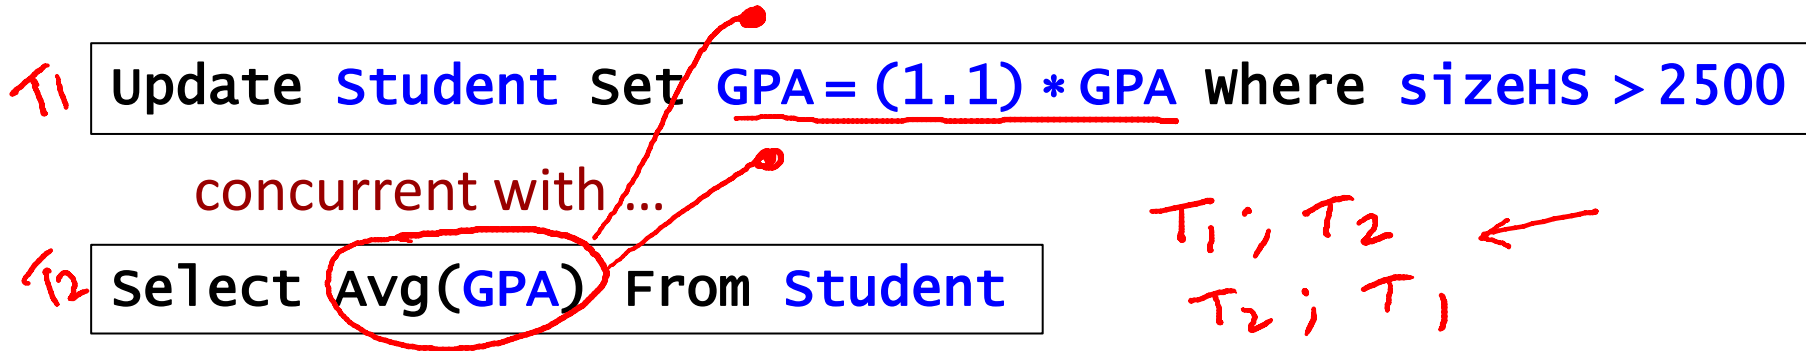 T1 Update Student Set GPA = (1.1) * GPA Where sizeHS > 2500
concurrent with …
T1 ; T2
T2 Select Avg(GPA) From Student
T2 ; T1